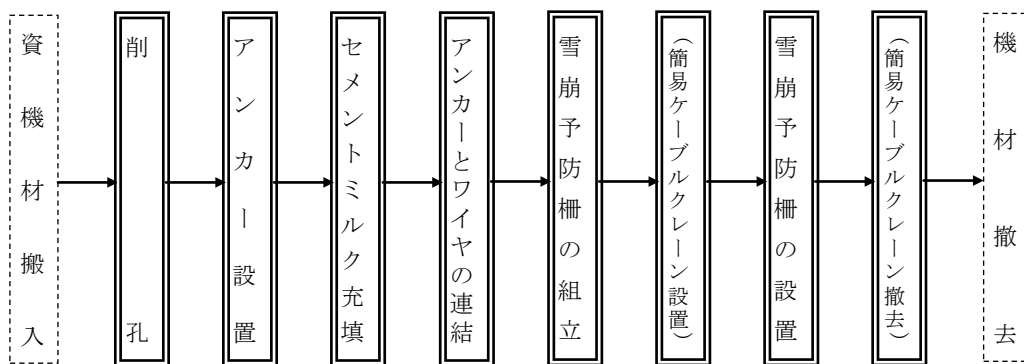 資機材搬入
削孔
アンカー設置
セメントミルク充填
アンカーとワイヤの連結
雪崩予防柵の組立
（簡易ケーブルクレーン設置）
雪崩予防柵の設置
（簡易ケーブルクレーン撤去）
機材撤去